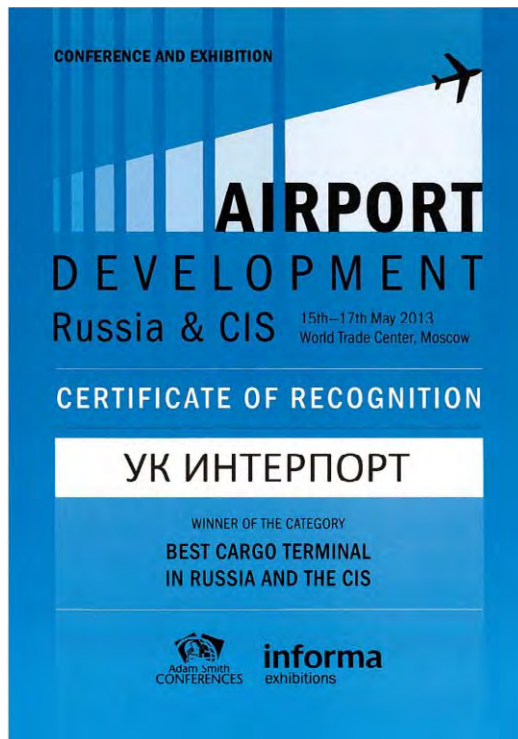 CONFERENCE AND EXHIBITION
AIRPORT
DEVELOPMENT
Russia & CIS
15th–17th May 2013
World Trade Center, Moscow
CERTIFICATE OF RECOGNITION
УК ИНТЕРПОРТ
WINNER OF THE CATEGORY
BEST CARGO TERMINAL
IN RUSSIA AND THE CIS
Adam Smith
CONFERENCES
informa
exhibitions